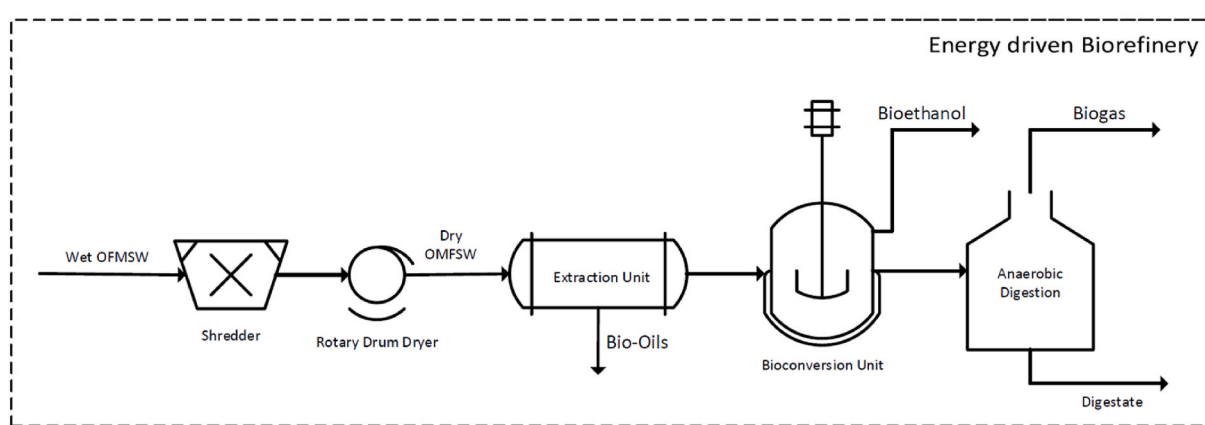 Energy driven Biorefinery
Bioethanol
Biogas
Wet OFMSW
Dry
OMFSW
Extraction Unit
Anaerobic
Digestion
Shredder
Rotary Drum Dryer
Bio-Oils
Bioconversion Unit
Digestate